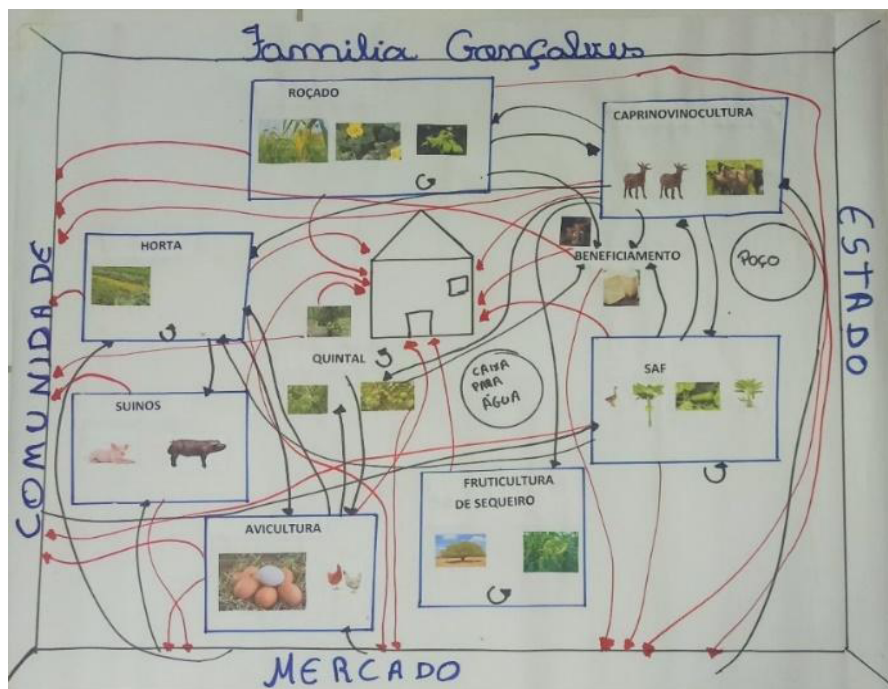 Familia Gonçalves
ROÇADO
CAPRINOVINOCULTURA
HORTA
BENEFICIAMENTO
POÇO
ESTADO
COMUNIDADE
QUINTAL
CAIXA
PARA
ÁGUA
SAF
SUINOS
FRUTICULTURA
DE SEQUEIRO
AVICULTURA
MERCADO